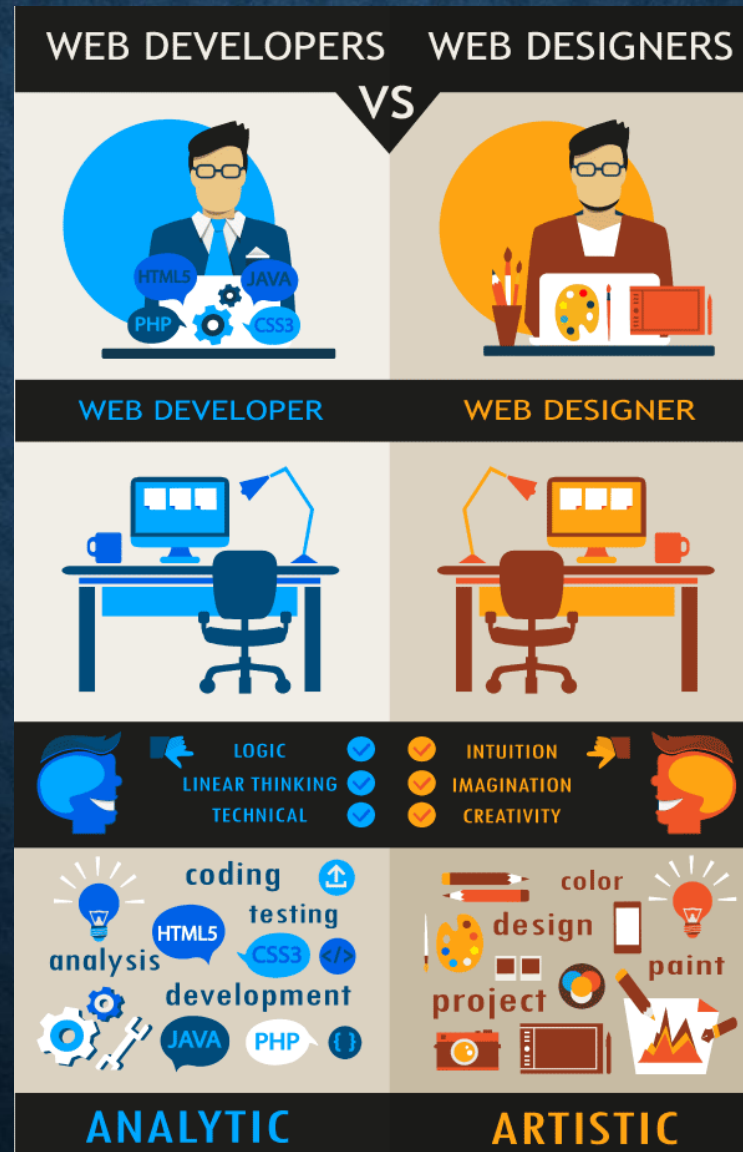 WEB DEVELOPERS WEB DESIGNERS
VS
HTML5 JAVA
PHP CSS3
WEB DEVELOPER WEB DESIGNER
LOGIC
LINEAR THINKING
TECHNICAL
INTUITION
IMAGINATION
CREATIVITY
coding
testing
HTML5
CSS3 </>
analysis
development
JAVA PHP { }
color
design
paint
project
ANALYTIC ARTISTIC